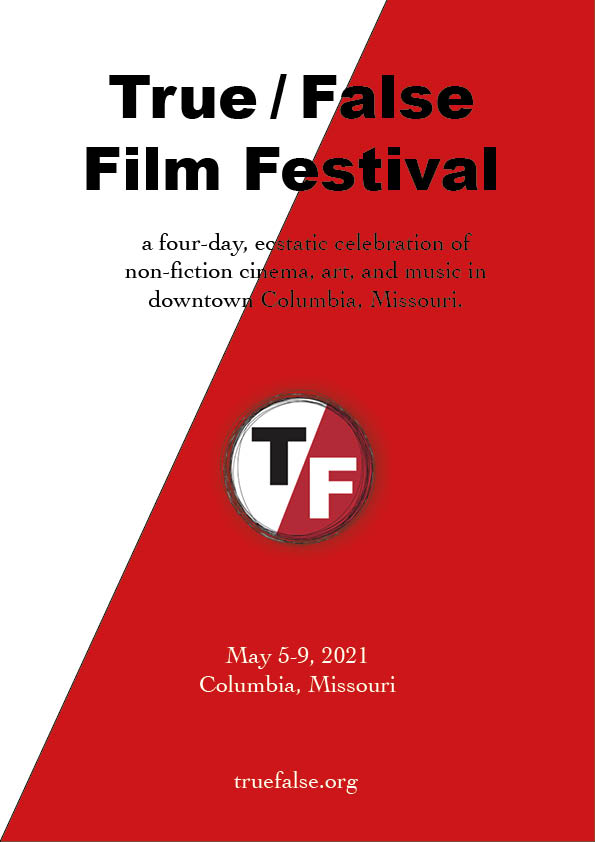 True / False
Film Festival
a four-day, ecstatic celebration of
non-fiction cinema, art, and music in
downtown Columbia, Missouri.
T/F
May 5-9, 2021
Columbia, Missouri
truefalse.org